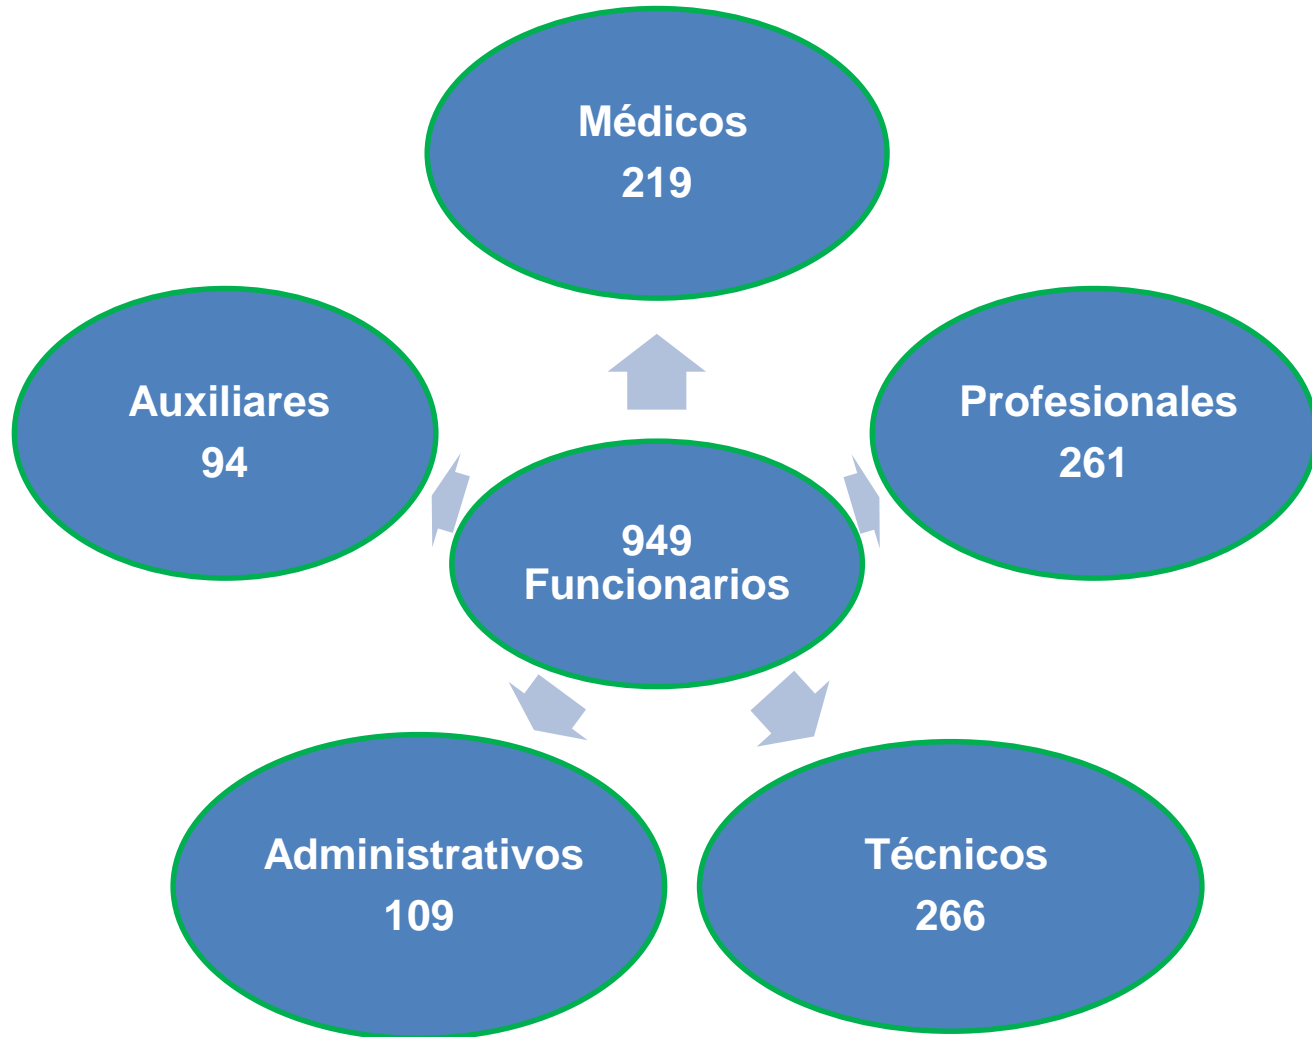 Médicos
219
Auxiliares
94
Profesionales
261
949
Funcionarios
Administrativos
109
Técnicos
266